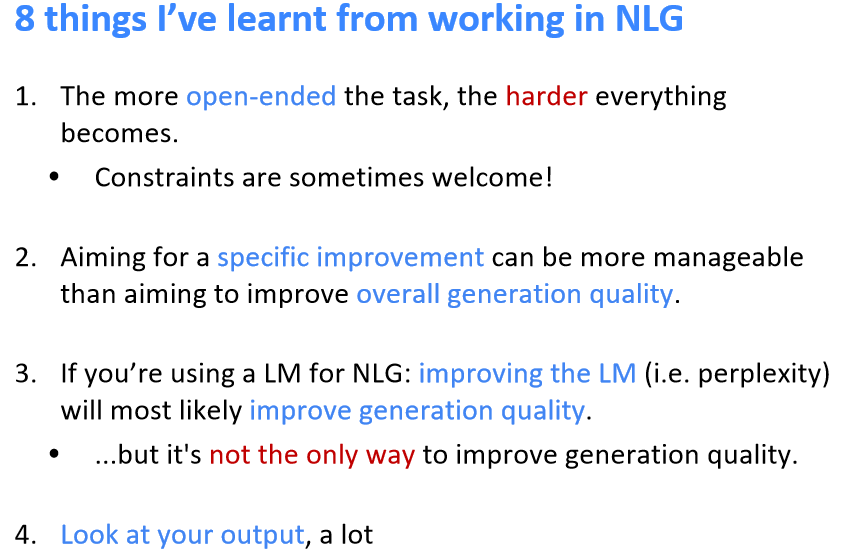 8 things I’ve learnt from working in NLG
1. The more open-ended the task, the harder everything
becomes.
• Constraints are sometimes welcome!
2. Aiming for a specific improvement can be more manageable
than aiming to improve overall generation quality.
3. If you’re using a LM for NLG: improving the LM (i.e. perplexity)
will most likely improve generation quality.
• ...but it's not the only way to improve generation quality.
4. Look at your output, a lot